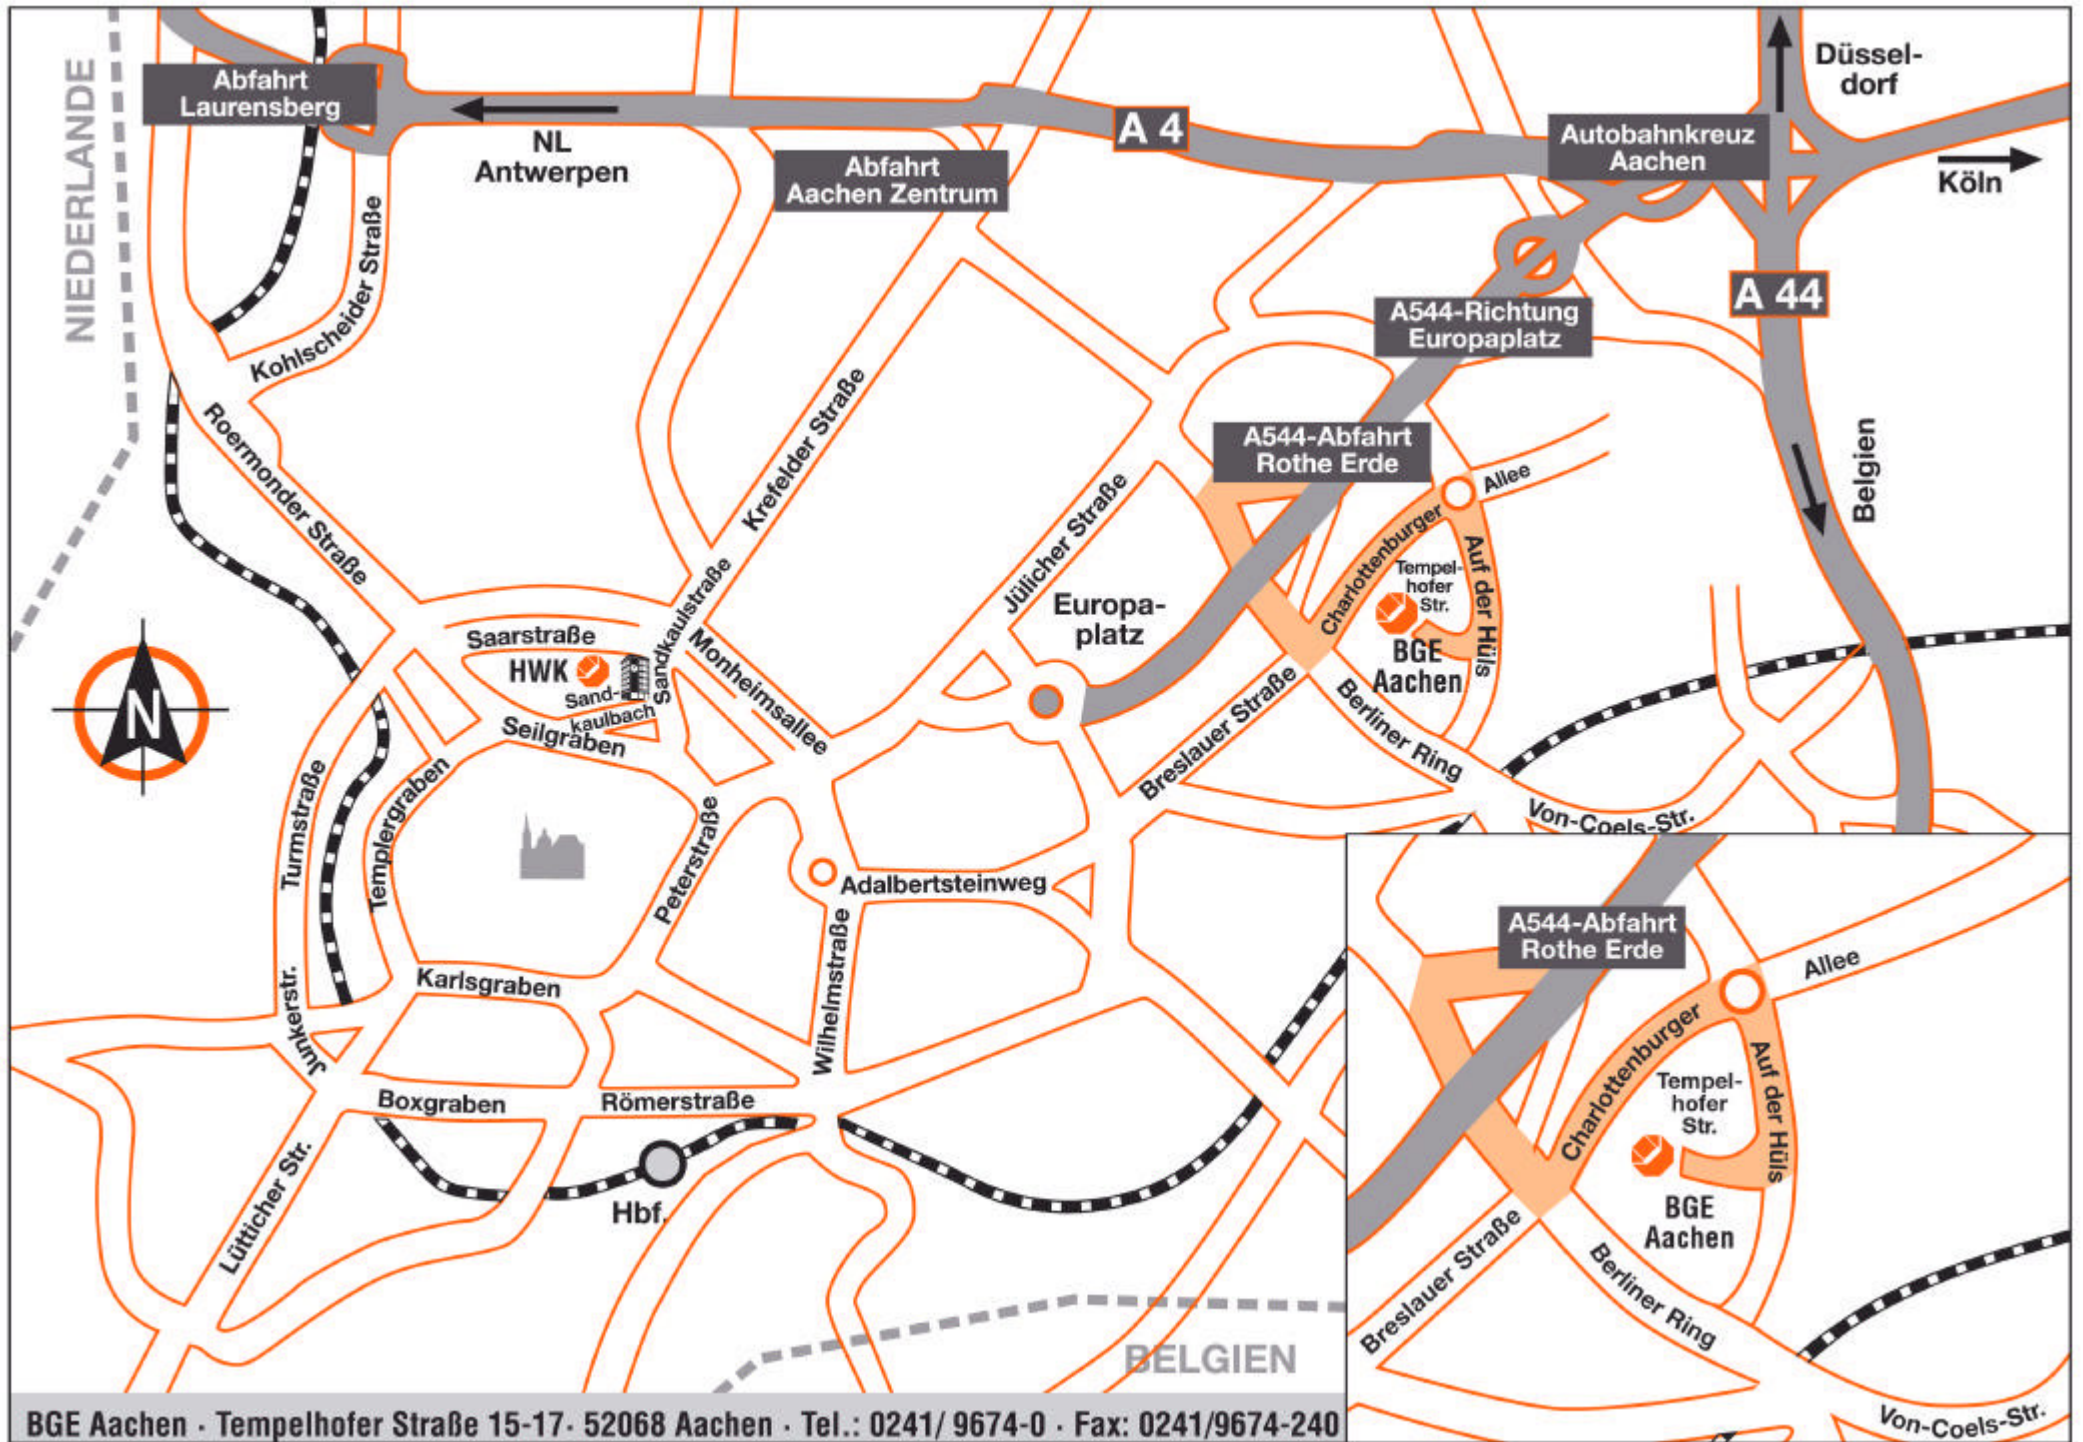 Abfahrt
Laurensberg
NIEDERLANDE
NL
Antwerpen
Abfahrt
Aachen Zentrum
A 4
Autobahnkreuz
Aachen
Düssel-
dorf
Köln
A 44
Belgien
A544-Richtung
Europaplatz
A544-Abfahrt
Rothe Erde
Kohlscheider Straße
Roermonder Straße
Krefelder Straße
Jülicher Straße
Europa-
platz
Charlottenburger
Allee
Auf der Hüls
Tempel-
hofer
Str.
BGE
Aachen
Breslauer Straße
Berliner Ring
Von-Coels-Str.
Saarstraße
HWK
Sand-
kaulbach
Sandkaulstraße
Monheimsallee
Seilgraben
N
Turmstraße
Templergraben
Peterstraße
Adalbertsteinweg
Wilhelmstraße
Karlsgraben
Junkerstr.
Boxgraben
Römerstraße
Lütticher Str.
Hbf.
BELGIEN
A544-Abfahrt
Rothe Erde
Allee
Charlottenburger
Auf der Hüls
Tempel-
hofer
Str.
BGE
Aachen
Breslauer Straße
Berliner Ring
Von-Coels-Str.
BGE Aachen · Tempelhofer Straße 15-17· 52068 Aachen · Tel.: 0241/ 9674-0 · Fax: 0241/9674-240